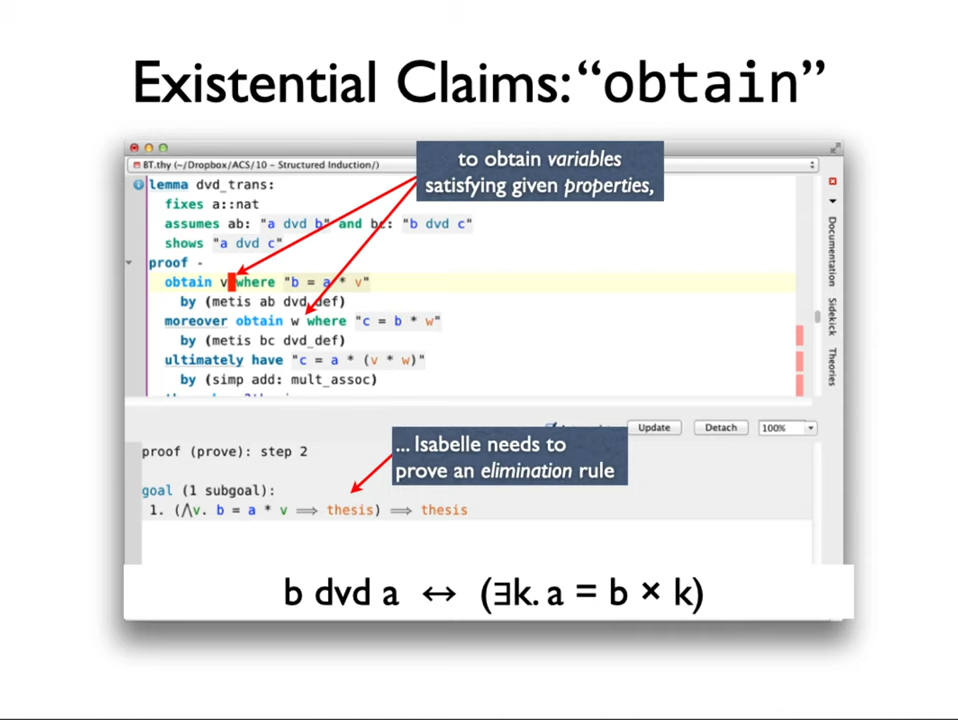 Existential Claims: “obtain”
BT.thy (~/Dropbox/ACS/10 – Structured Induction/)
to obtain variables
satisfying given properties,
lemma dvd_trans:
fixes a::nat
assumes ab: "a dvd b" and bc: "b dvd c"
shows "a dvd c"
proof -
obtain v where "b = a * v"
by (metis ab dvd_def)
moreover obtain w where "c = b * w"
by (metis bc dvd_def)
ultimately have "c = a * (v * w)"
by (simp add: mult_assoc)
Documentation
Sidekick
Theories
Update
Detach
100%
... Isabelle needs to
prove an elimination rule
proof (prove): step 2
goal (1 subgoal):
1. (⋀v. b = a * v ⟹ thesis) ⟹ thesis
b dvd a ↔ (∃k. a = b × k)